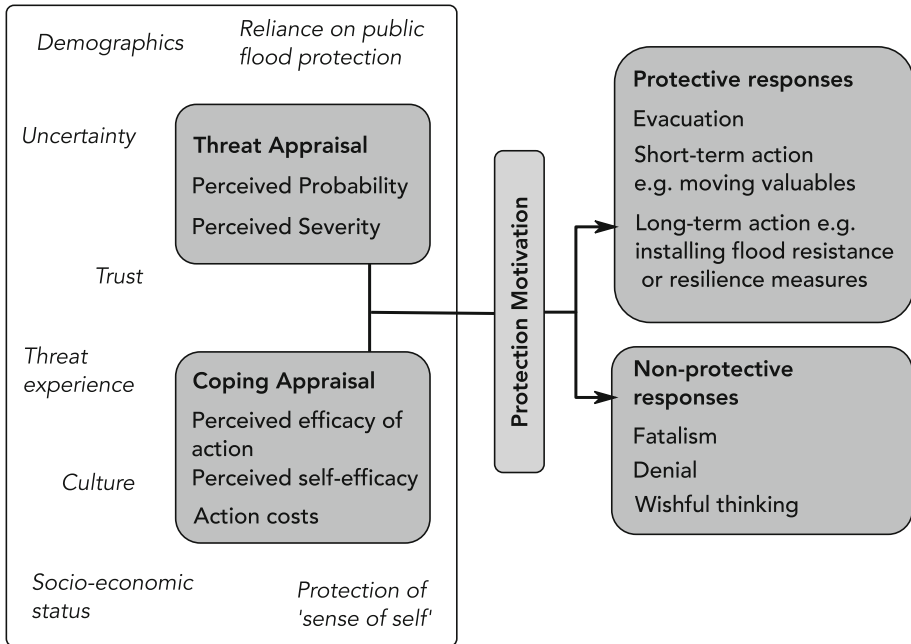 Demographics
Reliance on public
flood protection
Uncertainty
Threat Appraisal
Perceived Probability
Perceived Severity
Trust
Threat
experience
Coping Appraisal
Perceived efficacy of
action
Perceived self-efficacy
Action costs
Culture
Socio-economic
status
Protection of
'sense of self'
Protection Motivation
Protective responses
Evacuation
Short-term action
e.g. moving valuables
Long-term action e.g.
installing flood resistance
or resilience measures
Non-protective
responses
Fatalism
Denial
Wishful thinking